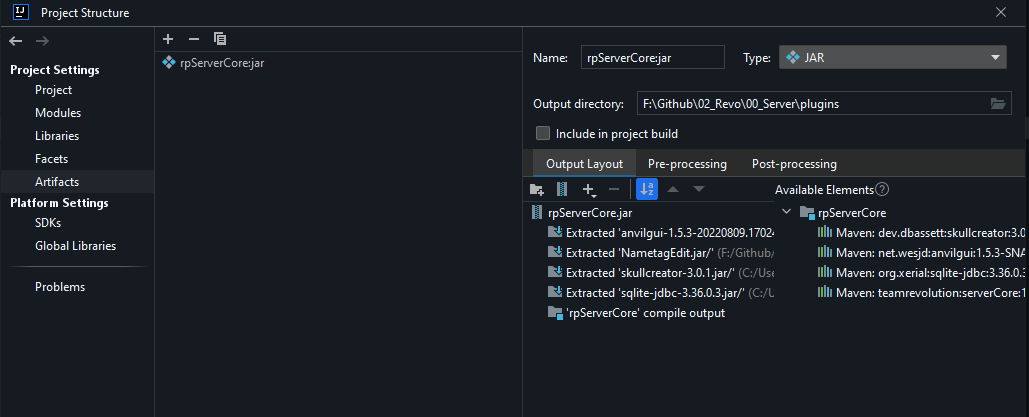 IJ Project Structure
Project Settings
Project
Modules
Libraries
Facets
Artifacts
Platform Settings
SDKs
Global Libraries
Problems
rpServerCore:jar
Name: rpServerCore:jar Type: JAR
Output directory: F:\Github\02_Revo\00_Server\plugins
Include in project build
Output Layout Pre-processing Post-processing
a z Available Elements ?
rpServerCore.jar
Extracted 'anvilgui-1.5.3-20220809.17024
Extracted 'NametagEdit.jar/' (F:/Github/
Extracted 'skullcreator-3.0.1.jar/' (C:/Use
Extracted 'sqlite-jdbc-3.36.0.3.jar/' (C:/U
'rpServerCore' compile output
rpServerCore
Maven: dev.dbassett:skullcreator:3.0
Maven: net.wesjd:anvilgui:1.5.3-SNA
Maven: org.xerial:sqlite-jdbc:3.36.0.3
Maven: teamrevolution:serverCore:1